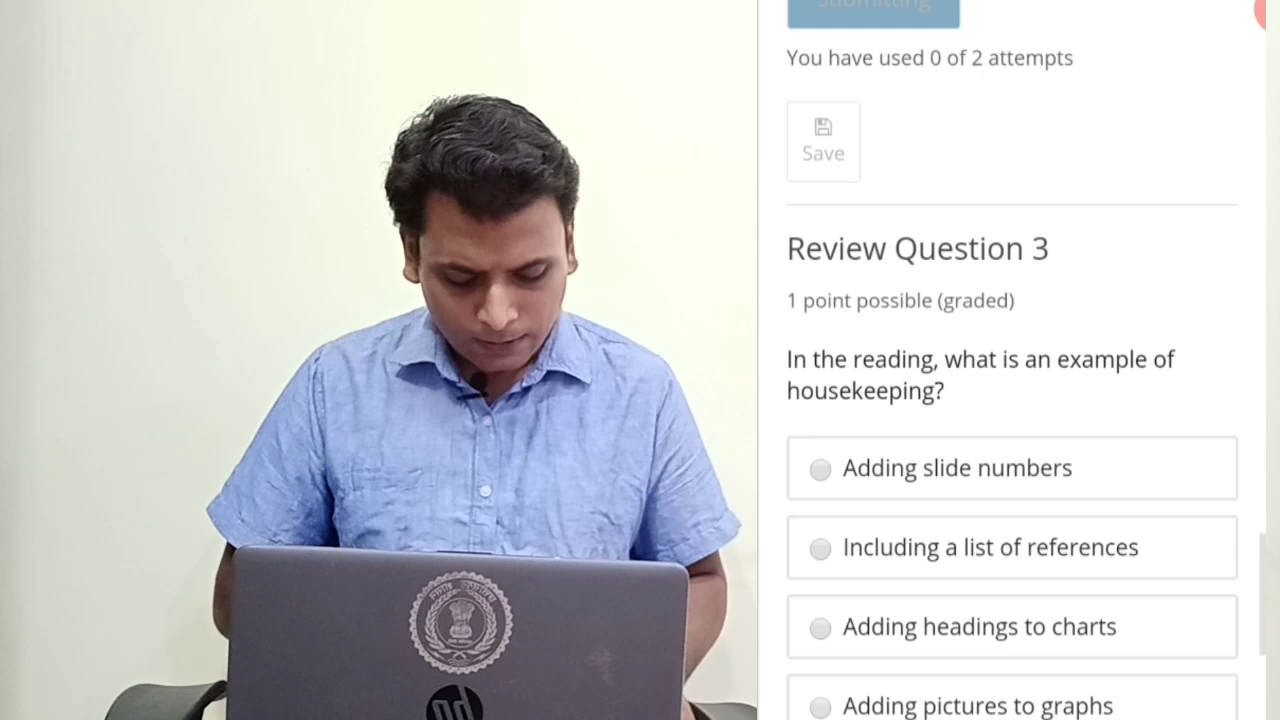 Submitting
You have used 0 of 2 attempts
Save
Review Question 3
1 point possible (graded)
In the reading, what is an example of
housekeeping?
Adding slide numbers
Including a list of references
Adding headings to charts
Adding pictures to graphs
hp